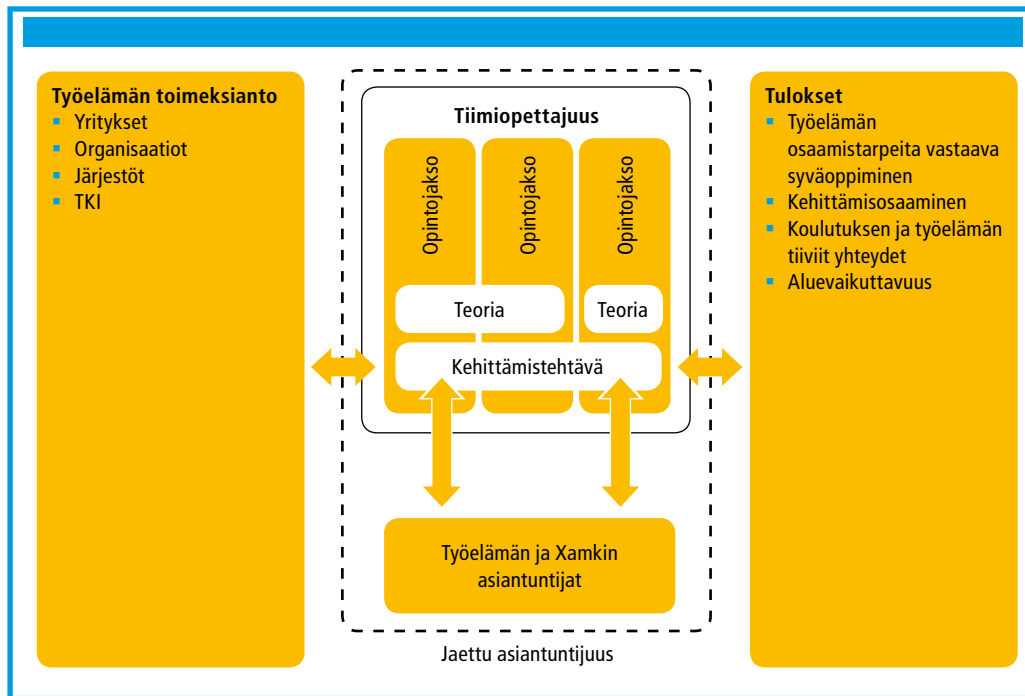 Työelämän toimeksianto
Yritykset
Organisaatiot
Järjestöt
TKI
Tiimiopettajuus
Opintojakso
Opintojakso
Opintojakso
Teoria
Teoria
Kehittämistehtävä
Työelämän ja Xamkin
asiantuntijat
Jaettu asiantuntijuus
Tulokset
Työelämän
osaamistarpeita vastaava
syväoppiminen
Kehittämisosaaminen
Koulutuksen ja työelämän
tiiviit yhteydet
Aluevaikuttavuus